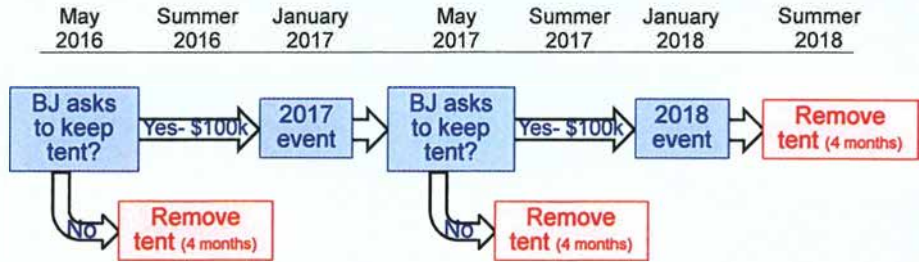 May Summer January May Summer January Summer
2016 2016 2017 2017 2017 2018 2018
BJ asks
to keep
tent?
Yes- $100k
2017
event
BJ asks
to keep
tent?
Yes- $100k
2018
event
Remove
tent (4 months)
No
Remove
tent (4 months)
No
Remove
tent (4 months)